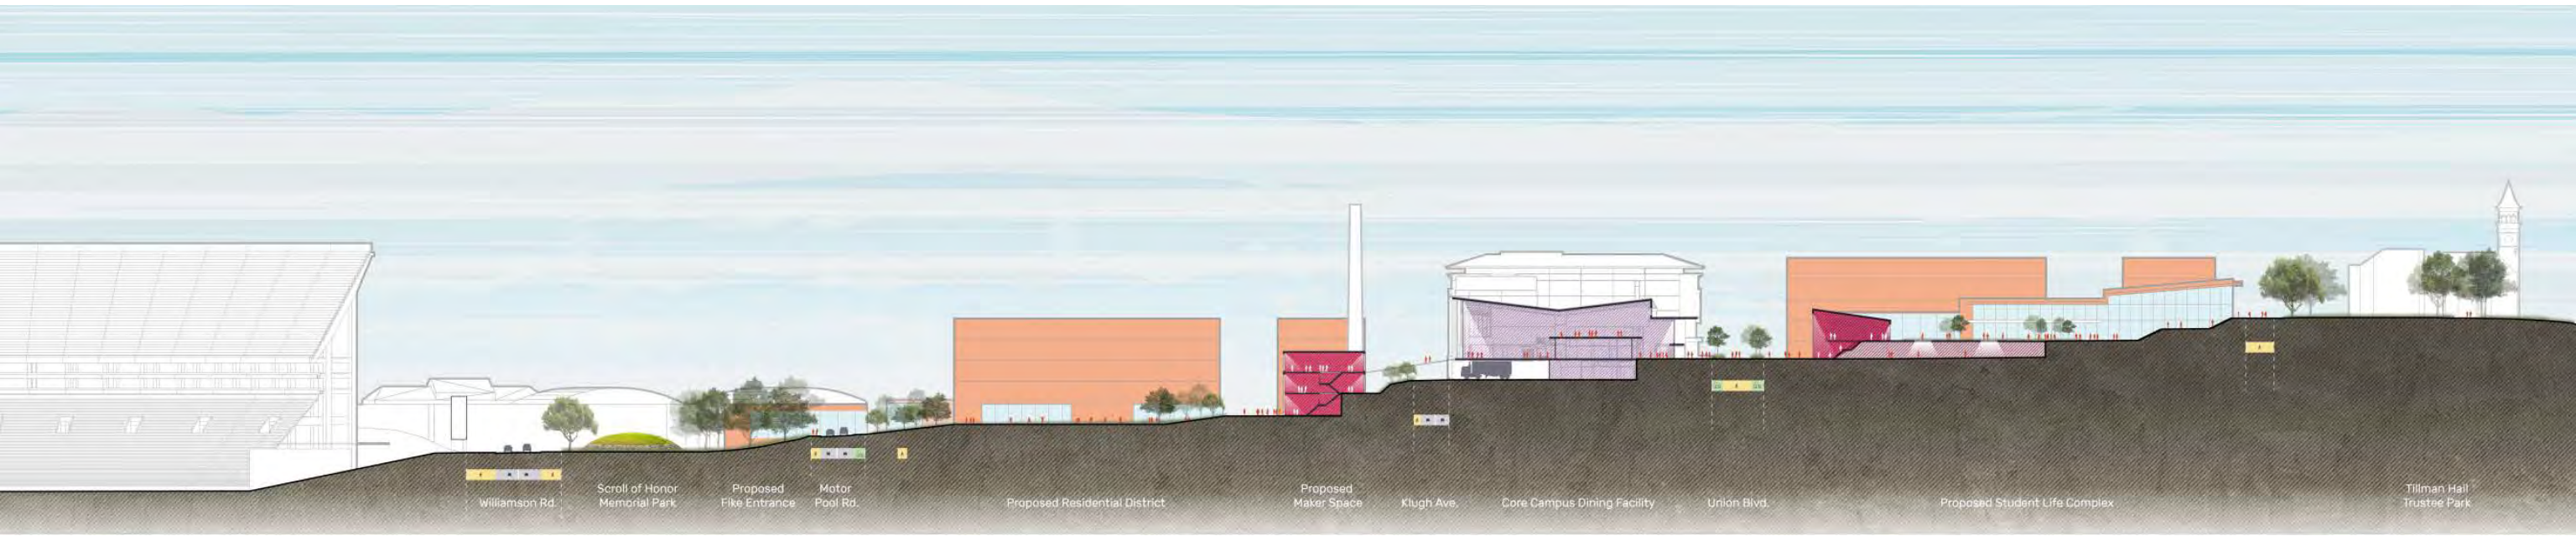 Williamson Rd.
Scroll of Honor
Memorial Park
Proposed
Fike Entrance
Motor
Pool Rd.
Proposed Residential District
Proposed
Maker Space
Klugh Ave.
Core Campus Dining Facility
Union Blvd.
Proposed Student Life Complex
Tillman Hall
Trustee Park